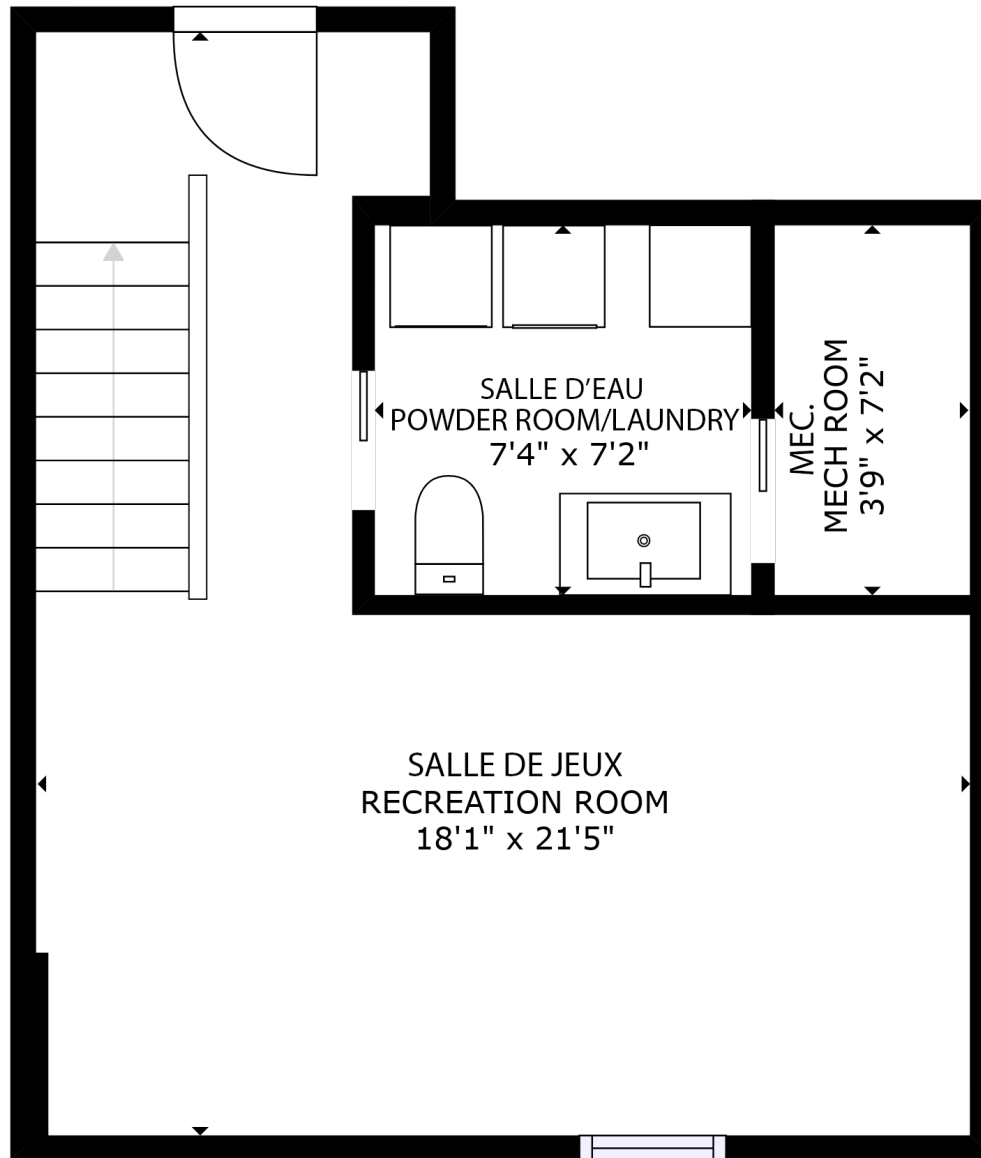 SALLE D’EAU
POWDER ROOM/LAUNDRY
7'4" x 7'2"
MEC.
MECH ROOM
3'9" x 7'2"
SALLE DE JEUX
RECREATION ROOM
18'1" x 21'5"